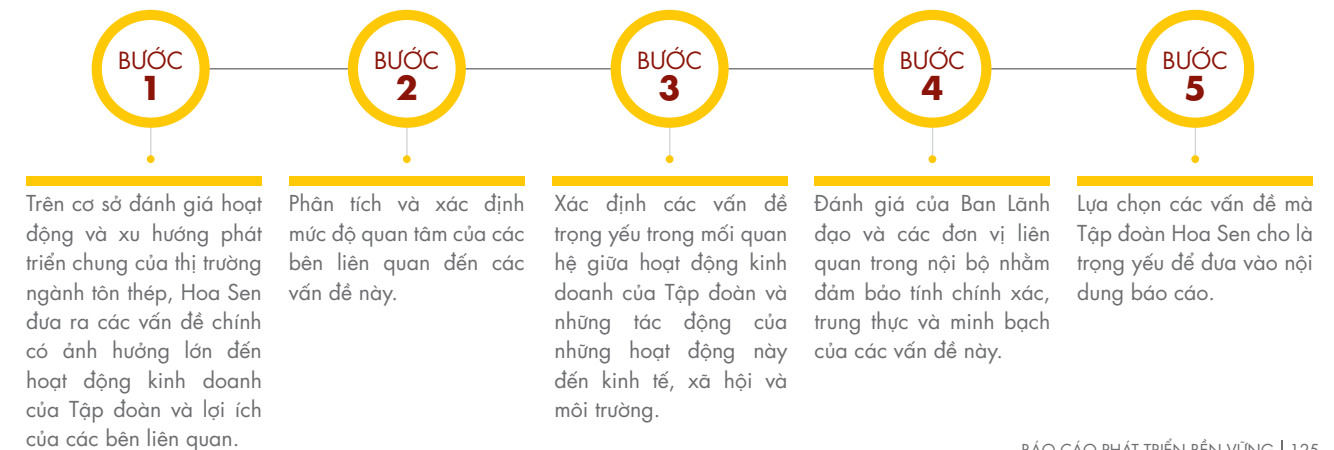 BƯỚC
1
BƯỚC
2
BƯỚC
3
BƯỚC
4
BƯỚC
5
Trên cơ sở đánh giá hoạt
động và xu hướng phát
triển chung của thị trường
ngành tôn thép, Hoa Sen
đưa ra các vấn đề chính
có ảnh hưởng lớn đến
hoạt động kinh doanh
của Tập đoàn và lợi ích
của các bên liên quan.
Phân tích và xác định
mức độ quan tâm của các
bên liên quan đến các
vấn đề này.
Xác định các vấn đề
trọng yếu trong mối quan
hệ giữa hoạt động kinh
doanh của Tập đoàn và
những tác động của
những hoạt động này
đến kinh tế, xã hội và
môi trường.
Đánh giá của Ban Lãnh
đạo và các đơn vị liên
quan trong nội bộ nhằm
đảm bảo tính chính xác,
trung thực và minh bạch
của các vấn đề này.
Lựa chọn các vấn đề mà
Tập đoàn Hoa Sen cho là
trọng yếu để đưa vào nội
dung báo cáo.
BÁO CÁO PHÁT TRIỂN BỀN VỮNG | 125